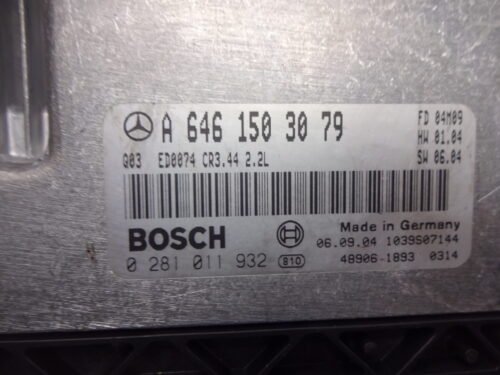 A 646 150 30 79
FD 04M09
HW 01.04
Q03 ED0074 CR3.44 2.2L
SW 06.04
BOSCH
Made in Germany
06.09.04 1039S07144
0 281 011 932 810
48906-1893 0314